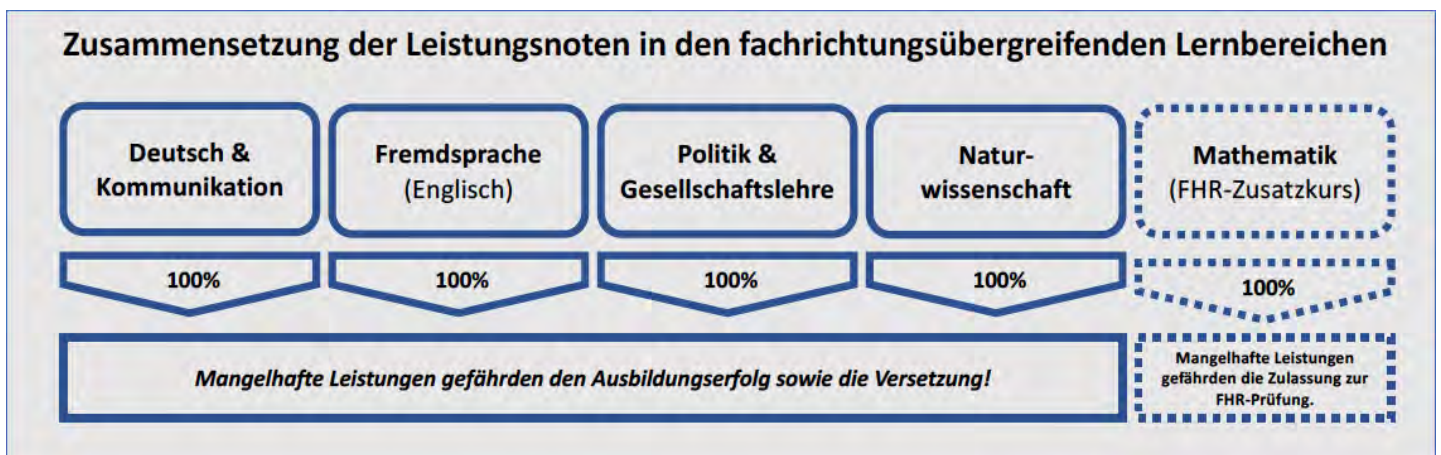 Zusammensetzung der Leistungsnoten in den fachrichtungsübergreifenden Lernbereichen
Deutsch &
Kommunikation
Fremdsprache
(Englisch)
Politik &
Gesellschaftslehre
Natur-
wissenschaft
Mathematik
(FHR-Zusatzkurs)
100%
100%
100%
100%
100%
Mangelhafte Leistungen gefährden den Ausbildungserfolg sowie die Versetzung!
Mangelhafte Leistungen
gefährden die Zulassung zur
FHR-Prüfung.